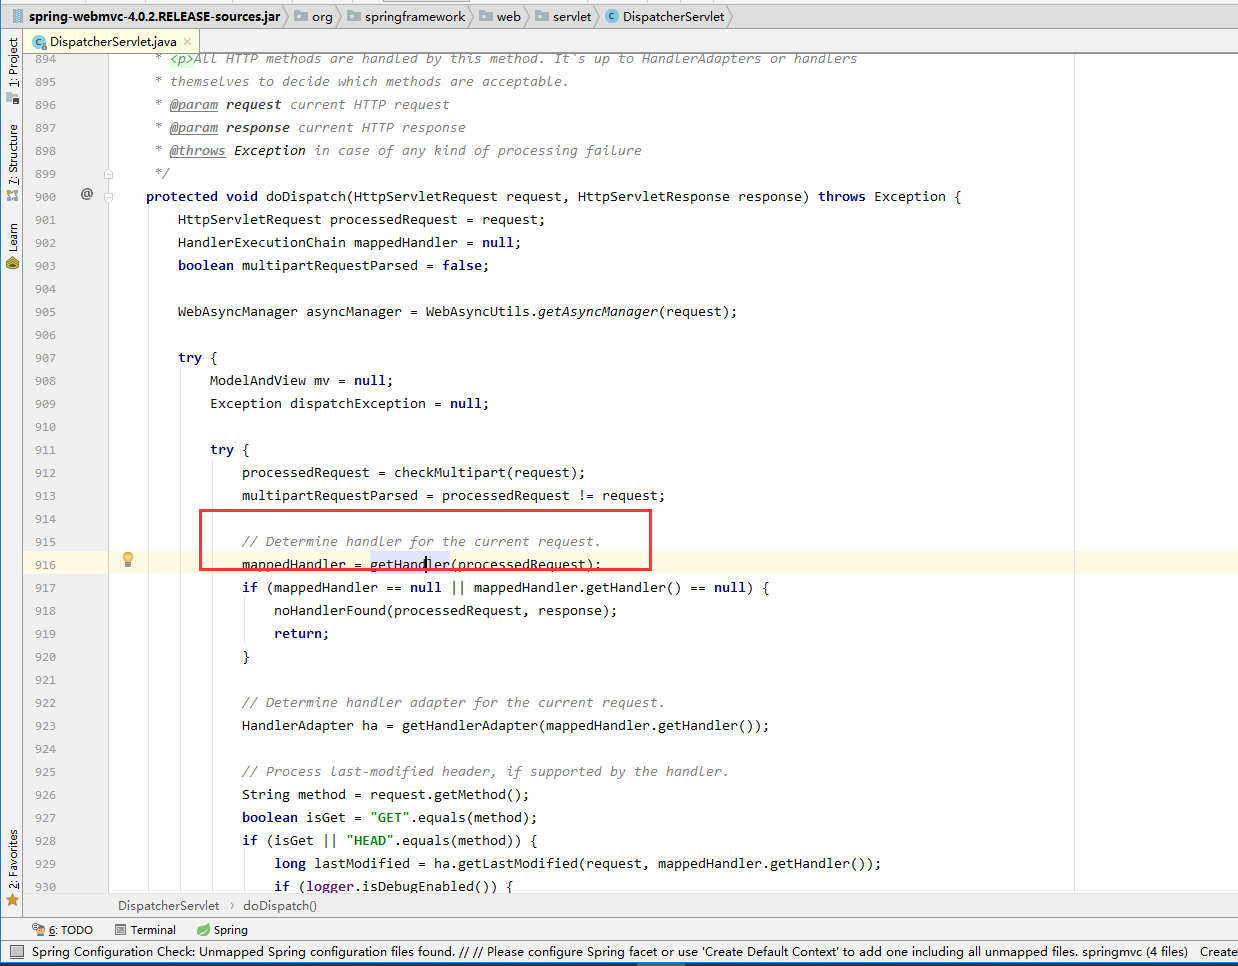 spring-webmvc-4.0.2.RELEASE-sources.jar org springframework web servlet DispatcherServlet
DispatcherServlet.java
1: Project
7: Structure
Learn
2: Favorites
894 * <p>All HTTP methods are handled by this method. It's up to HandlerAdapters or handlers
895 * themselves to decide which methods are acceptable.
896 * @param request current HTTP request
897 * @param response current HTTP response
898 * @throws Exception in case of any kind of processing failure
899 */
900 @ protected void doDispatch(HttpServletRequest request, HttpServletResponse response) throws Exception {
901 HttpServletRequest processedRequest = request;
902 HandlerExecutionChain mappedHandler = null;
903 boolean multipartRequestParsed = false;
904
905 WebAsyncManager asyncManager = WebAsyncUtils.getAsyncManager(request);
906
907 try {
908 ModelAndView mv = null;
909 Exception dispatchException = null;
910
911 try {
912 processedRequest = checkMultipart(request);
913 multipartRequestParsed = processedRequest != request;
914
915 // Determine handler for the current request.
916 mappedHandler = getHandler(processedRequest);
917 if (mappedHandler == null || mappedHandler.getHandler() == null) {
918 noHandlerFound(processedRequest, response);
919 return;
920 }
921
922 // Determine handler adapter for the current request.
923 HandlerAdapter ha = getHandlerAdapter(mappedHandler.getHandler());
924
925 // Process last-modified header, if supported by the handler.
926 String method = request.getMethod();
927 boolean isGet = "GET".equals(method);
928 if (isGet || "HEAD".equals(method)) {
929 long lastModified = ha.getLastModified(request, mappedHandler.getHandler());
930 if (logger.isDebugEnabled()) {
DispatcherServlet › doDispatch()
6: TODO Terminal Spring
Spring Configuration Check: Unmapped Spring configuration files found. // // Please configure Spring facet or use 'Create Default Context' to add one including all unmapped files. springmvc (4 files) Create